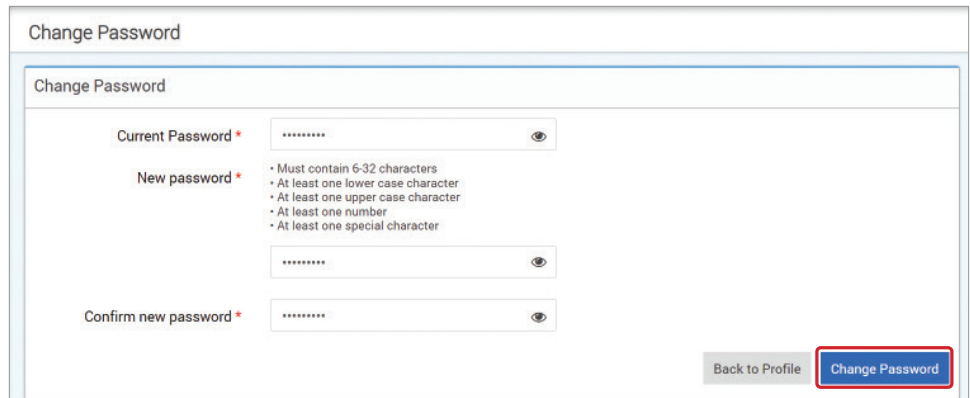 Change Password
Change Password
Current Password *
•••••••••
New password *
• Must contain 6-32 characters
• At least one lower case character
• At least one upper case character
• At least one number
• At least one special character
•••••••••
Confirm new password *
•••••••••
Back to Profile
Change Password